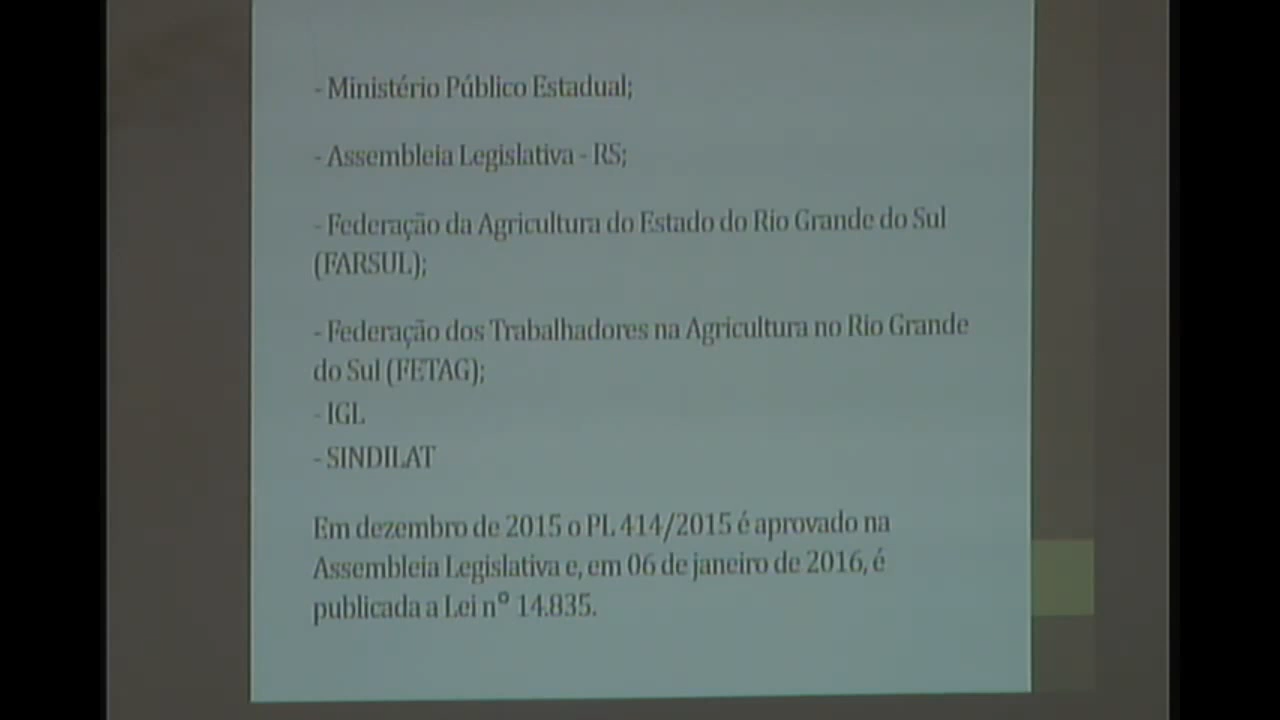 - Ministério Público Estadual;
- Assembleia Legislativa - RS;
- Federação da Agricultura do Estado do Rio Grande do Sul
(FARSUL);
- Federação dos Trabalhadores na Agricultura no Rio Grande
do Sul (FETAG);
- IGL
- SINDILAT
Em dezembro de 2015 o PL 414/2015 é aprovado na
Assembleia Legislativa e, em 06 de janeiro de 2016, é
publicada a Lei nº 14.835.